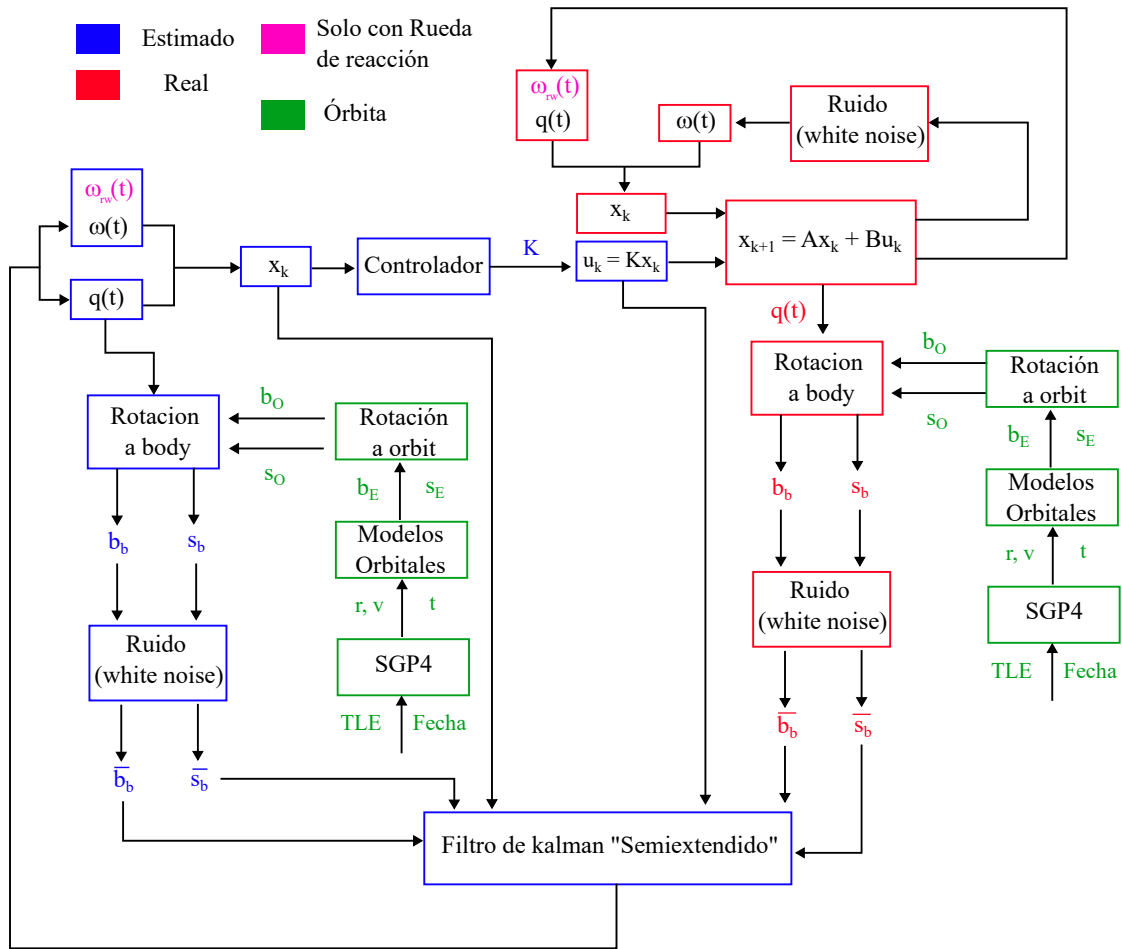 Estimado
Real
Solo con Rueda
de reacción
Órbita
ω_rw(t)
q(t)
ω(t)
Ruido
(white noise)
x_k
x_{k+1} = Ax_k + Bu_k
ω_rw(t)
ω(t)
q(t)
x_k
Controlador
K
u_k = Kx_k
q(t)
Rotacion
a body
b_O
s_O
Rotación
a orbit
b_E
s_E
Modelos
Orbitales
r, v
t
SGP4
TLE
Fecha
b_b
s_b
Ruido
(white noise)
b̅_b
s̅_b
Rotacion
a body
b_O
s_O
Rotación
a orbit
b_E
s_E
Modelos
Orbitales
r, v
t
SGP4
TLE
Fecha
b_b
s_b
Ruido
(white noise)
b̅_b
s̅_b
Filtro de kalman "Semiextendido"